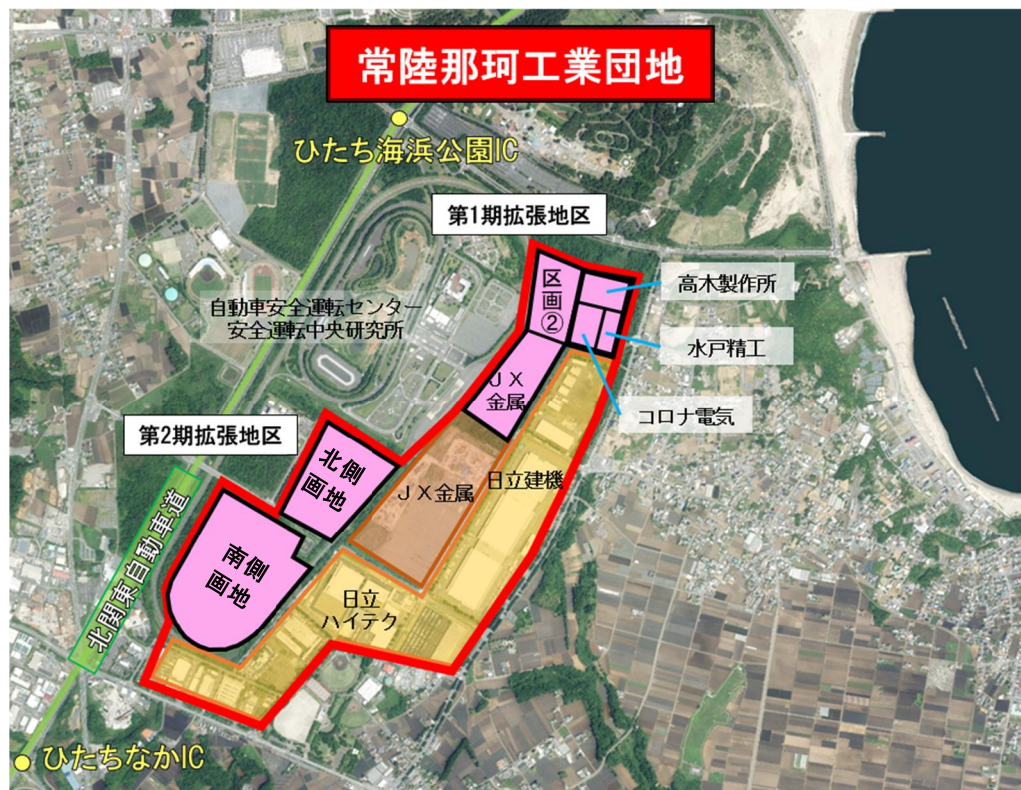 常陸那珂工業団地
ひたち海浜公園IC
第1期拡張地区
区画②
高木製作所
自動車安全運転センター
安全運転中央研究所
水戸精工
ＪＸ
金属
コロナ電気
第2期拡張地区
北側
画地
ＪＸ金属
日立建機
北関東自動車道
南側
画地
日立
ハイテク
ひたちなかIC